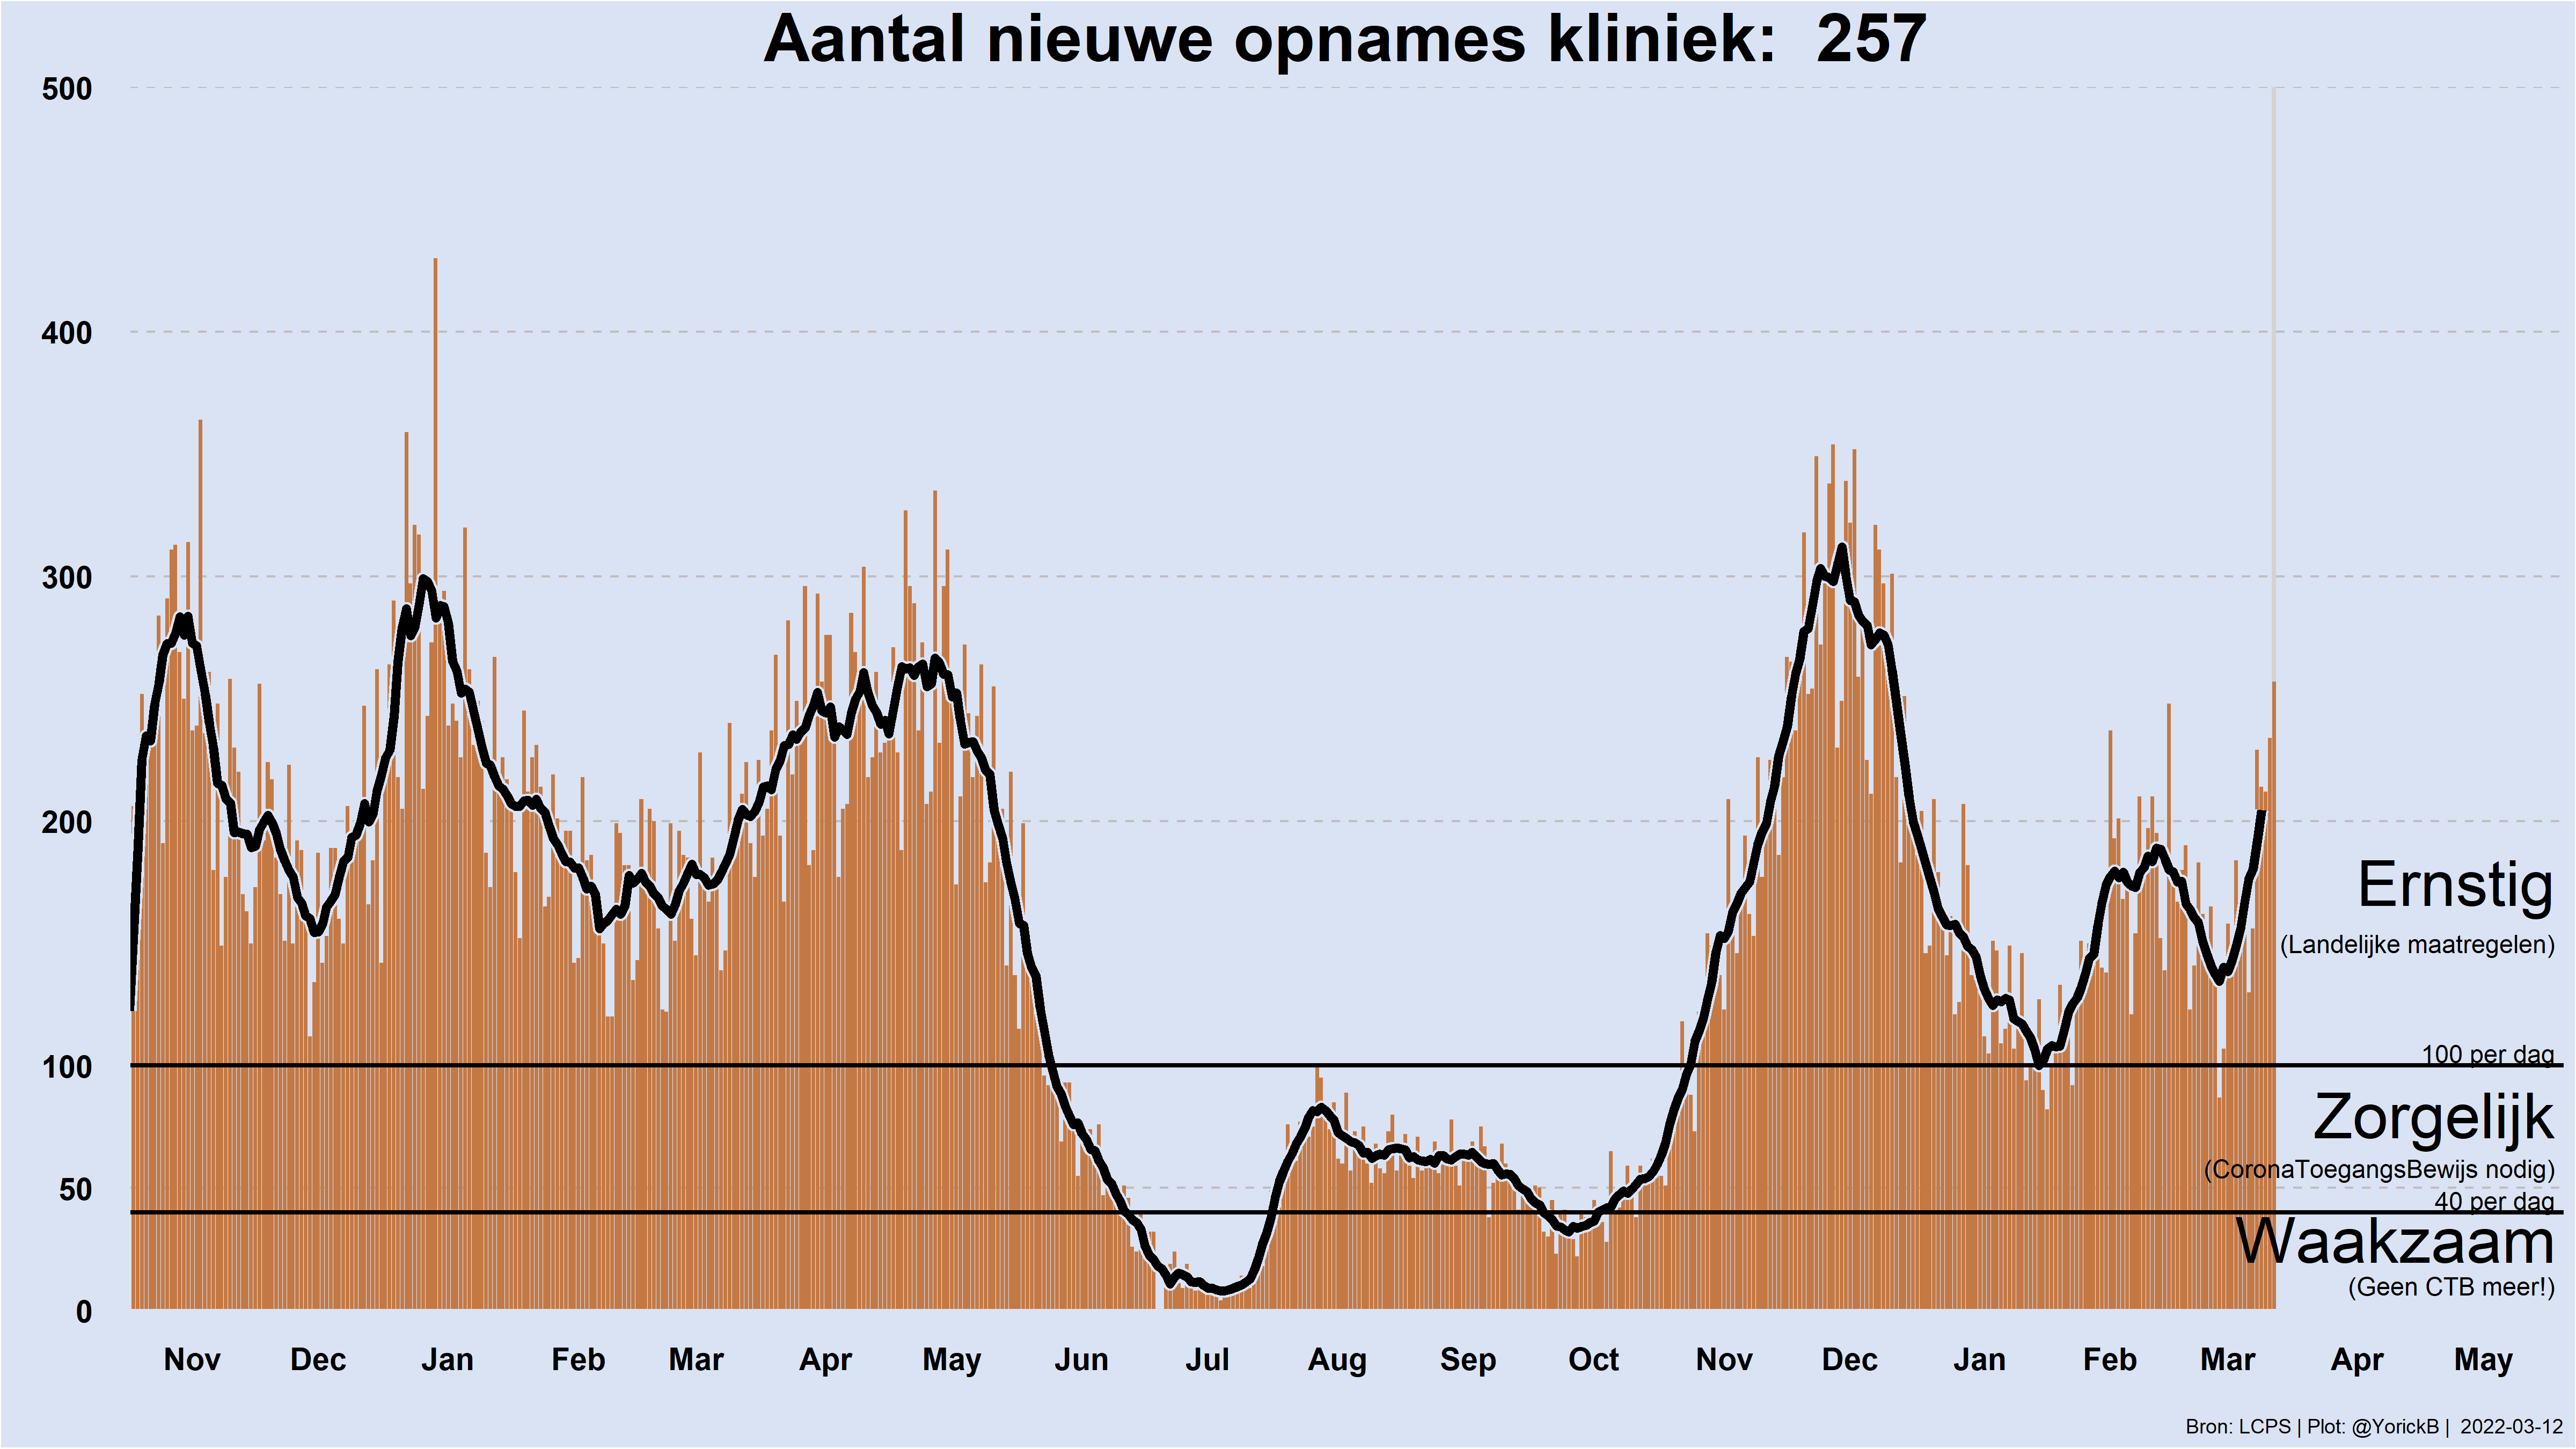 Aantal nieuwe opnames kliniek:  257
500
400
300
200
100
50
0
Ernstig
(Landelijke maatregelen)
100 per dag
Zorgelijk
(CoronaToegangsBewijs nodig)
40 per dag
Waakzaam
(Geen CTB meer!)
Nov Dec Jan Feb Mar Apr May Jun Jul Aug Sep Oct Nov Dec Jan Feb Mar Apr May
Bron: LCPS | Plot: @YorickB |  2022-03-12